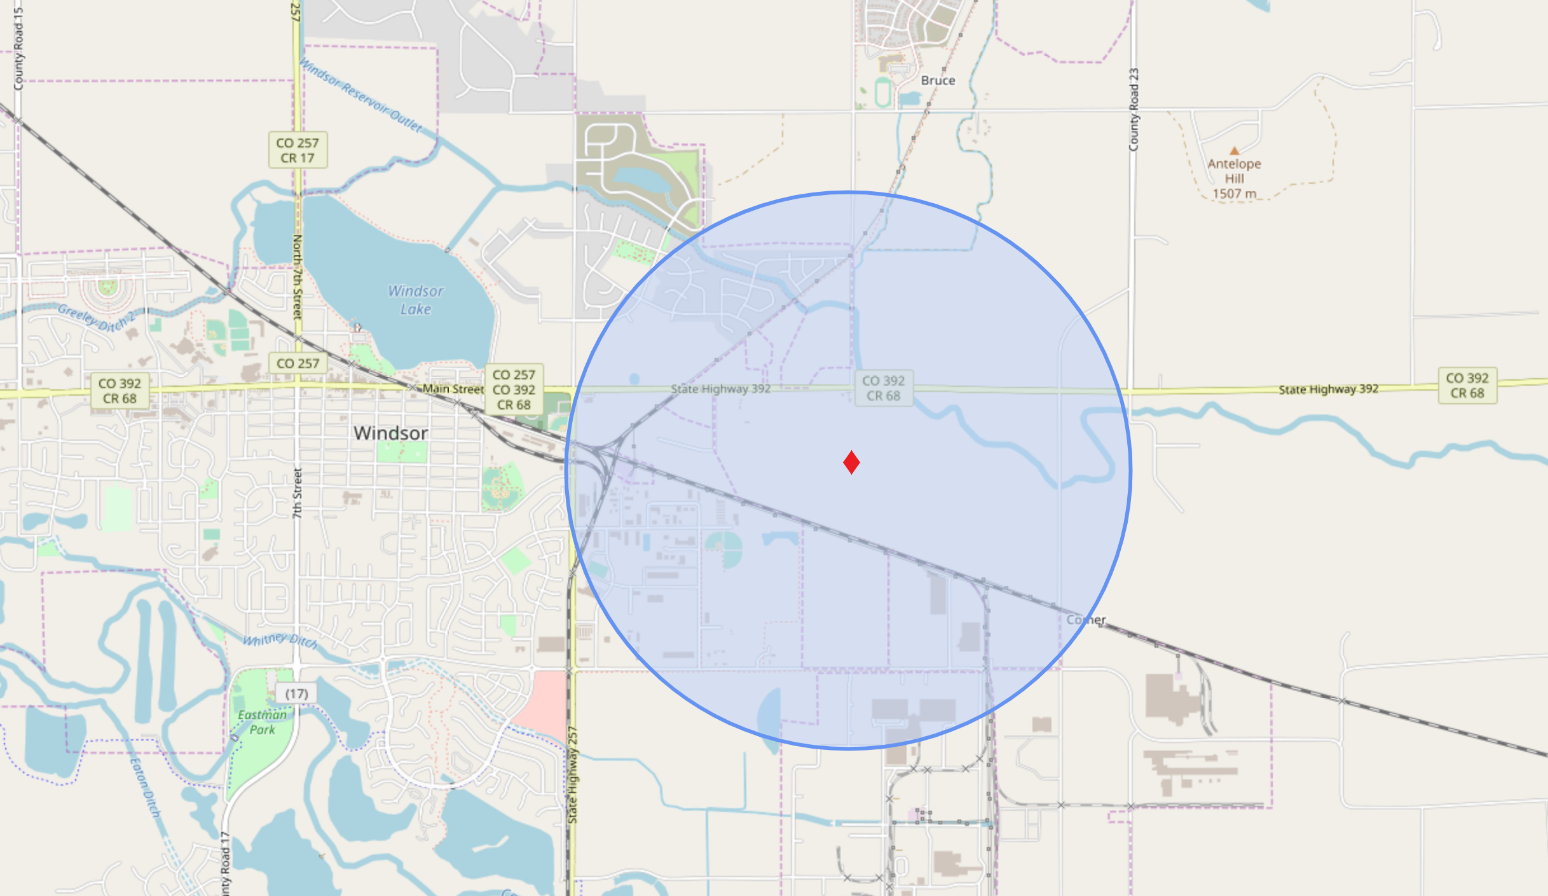 County Road 15
257
Windsor Reservoir Outlet
Bruce
County Road 23
CO 257
CR 17
Antelope
Hill
1507 m
North 7th Street
Windsor
Lake
Greeley Ditch 2
CO 257
CO 392
CR 68
Main Street
CO 257
CO 392
CR 68
State Highway 392
CO 392
CR 68
State Highway 392
CO 392
CR 68
Windsor
7th Street
Corner
Whitney Ditch
(17)
Eastman
Park
Eaton Ditch
State Highway 257
nty Road 17